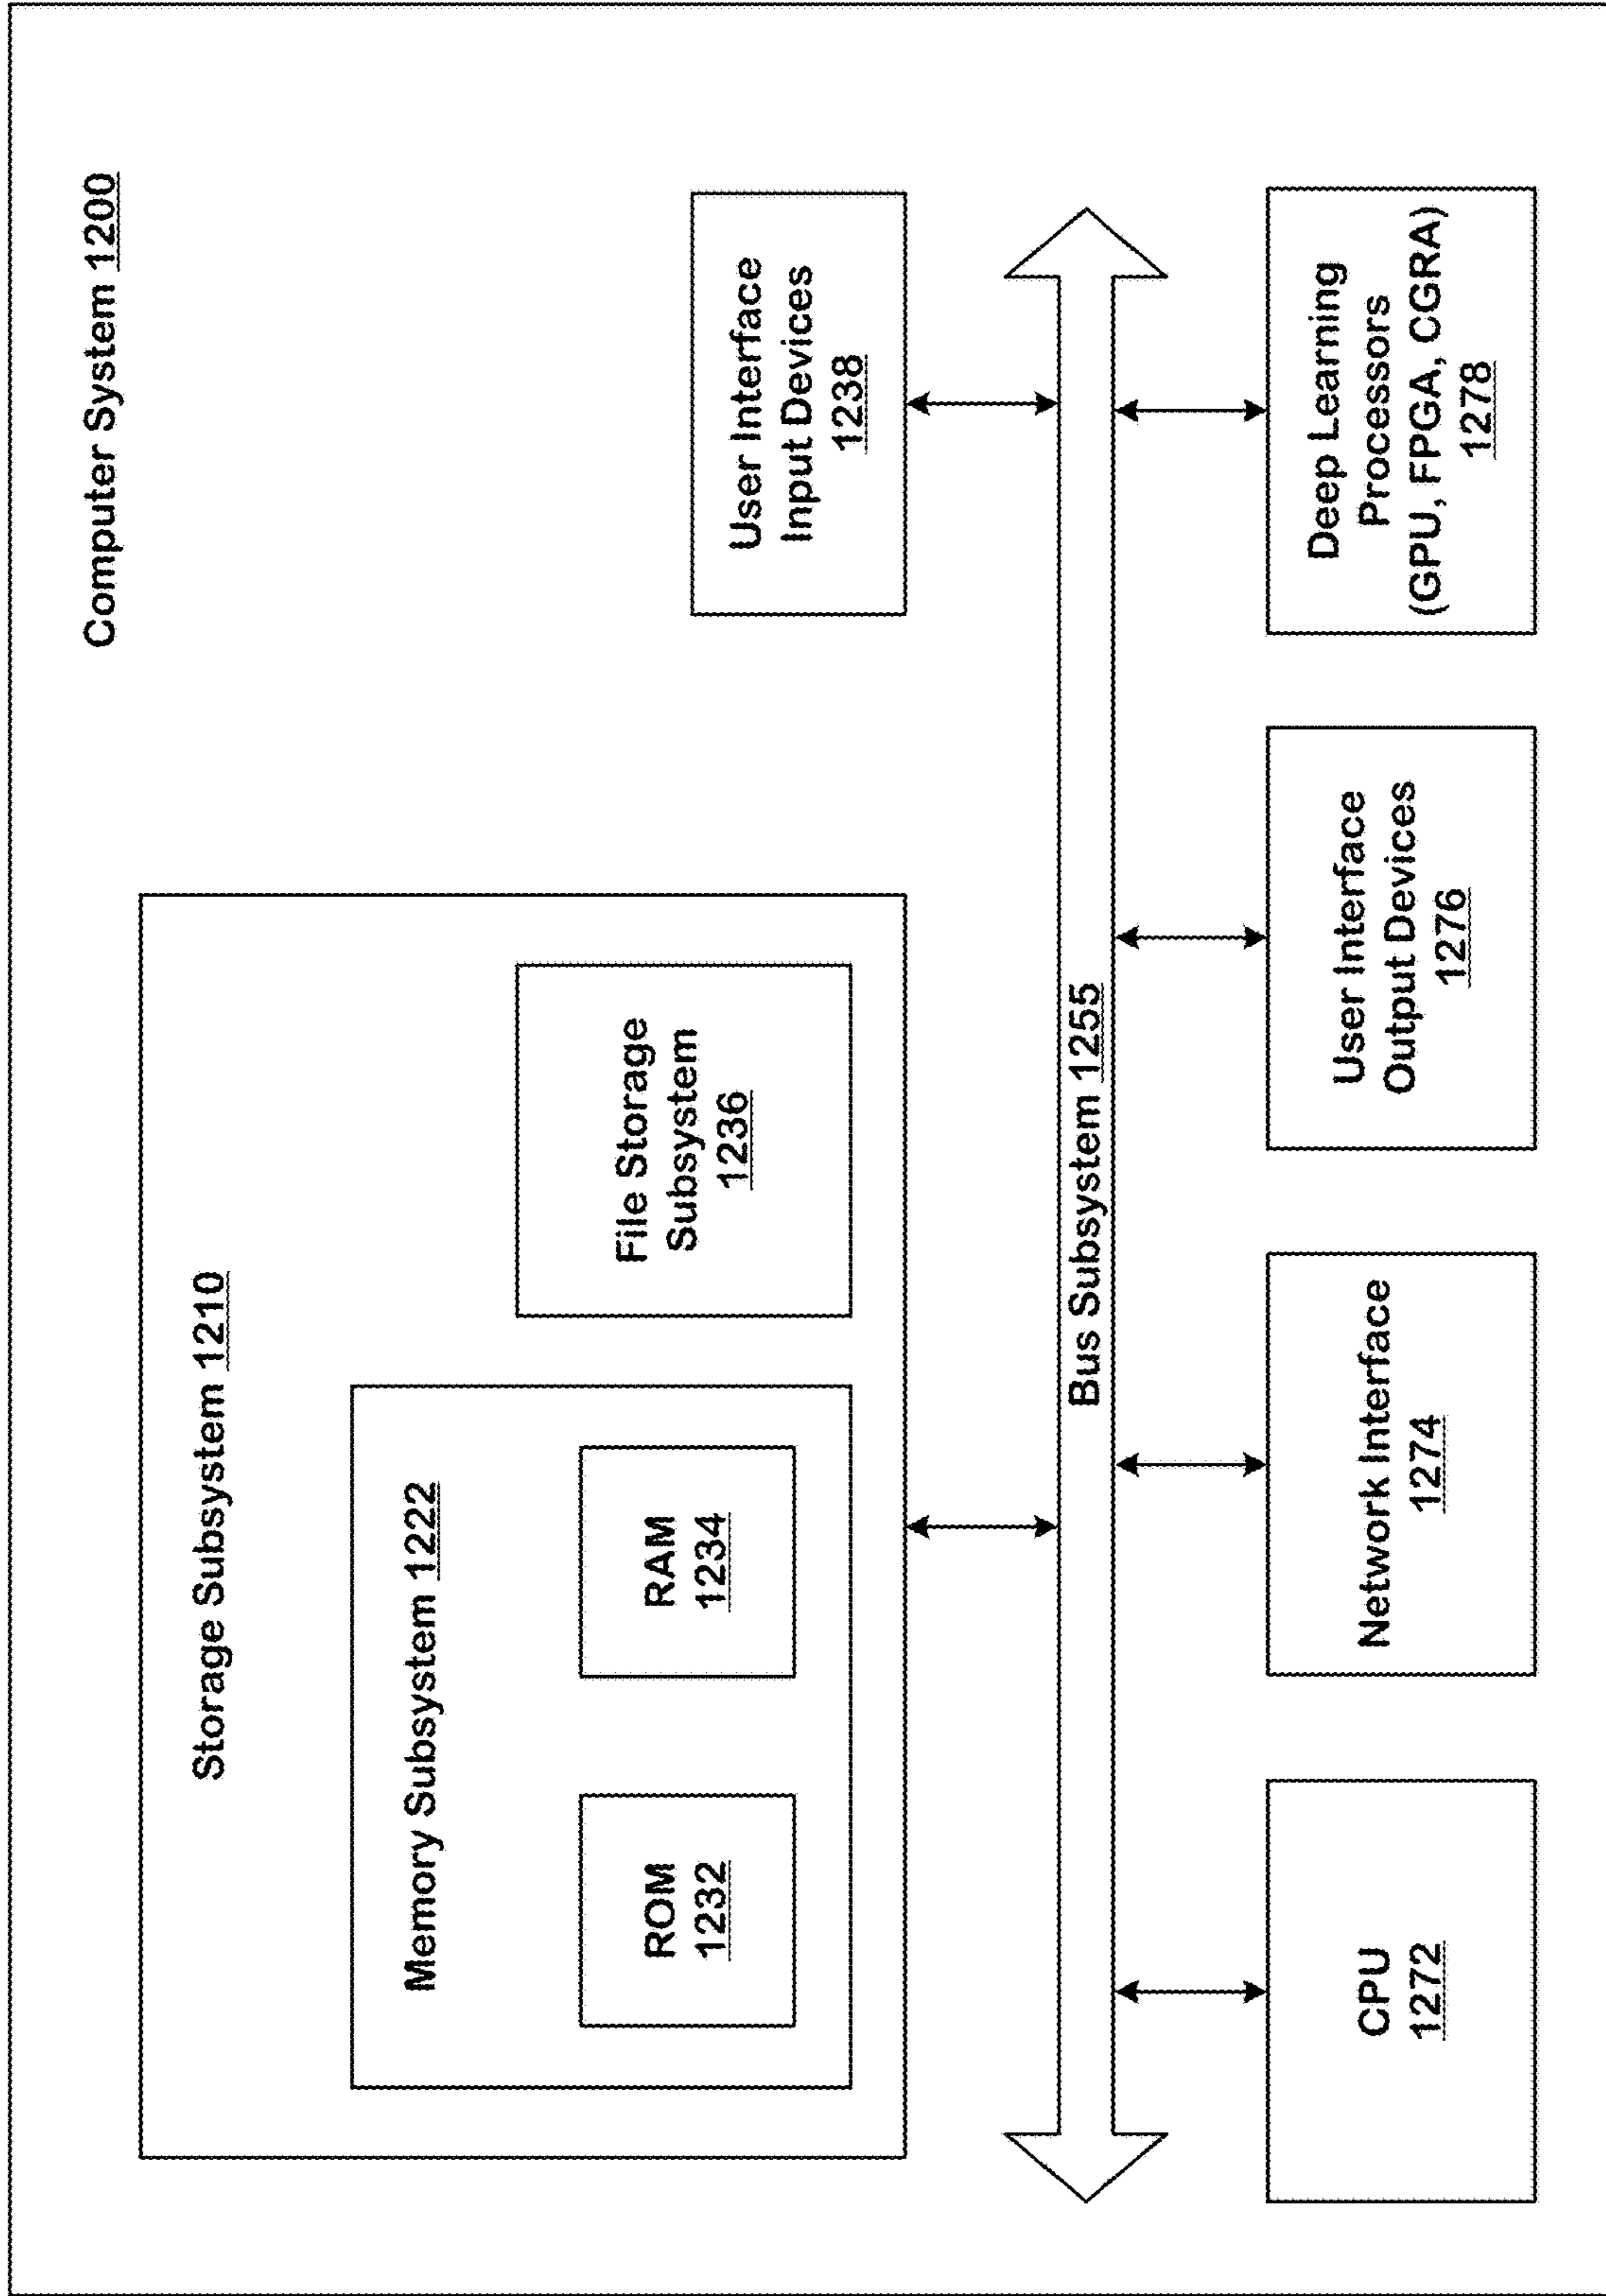 Computer System 1200
Storage Subsystem 1210
Memory Subsystem 1222
ROM
1232
RAM
1234
File Storage
Subsystem
1236
User Interface
Input Devices
1238
Bus Subsystem 1255
CPU
1272
Network Interface
1274
User Interface
Output Devices
1276
Deep Learning
Processors
(GPU, FPGA, CGRA)
1278